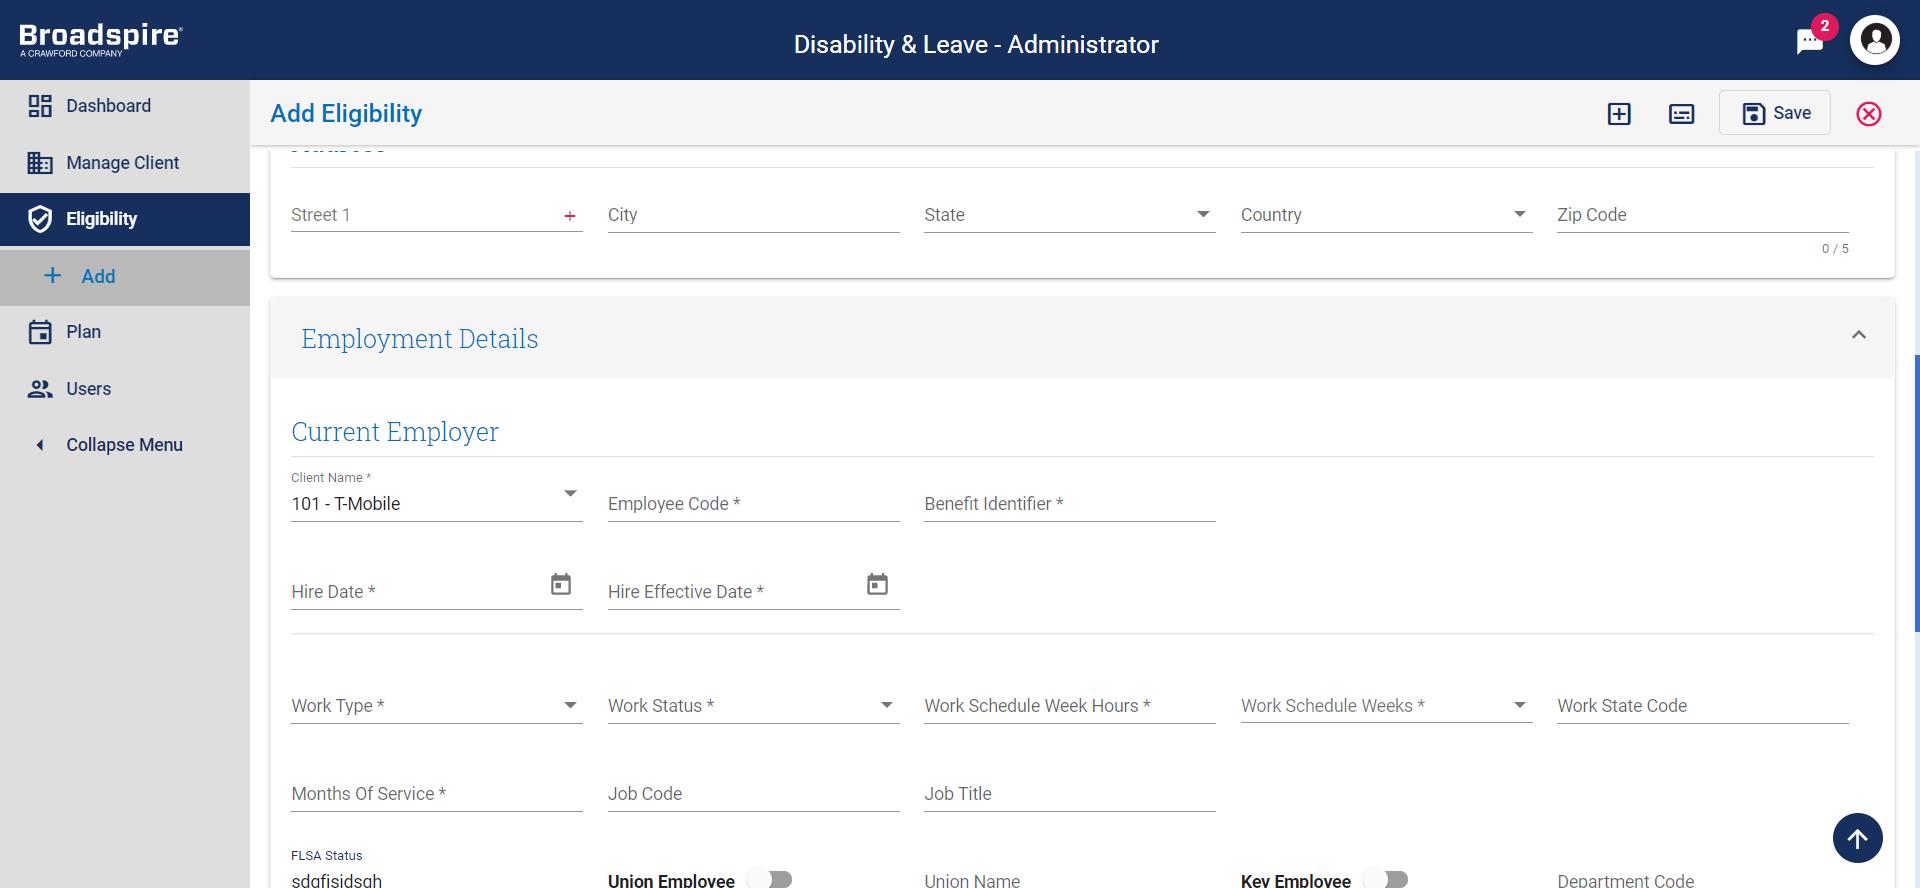 Broadspire®
A CRAWFORD COMPANY
Disability & Leave - Administrator
2
Dashboard
Manage Client
Eligibility
Add
Plan
Users
Collapse Menu
Add Eligibility
Save
Address
Street 1
City
State
Country
Zip Code
0 / 5
Employment Details
Current Employer
Client Name *
101 - T-Mobile
Employee Code *
Benefit Identifier *
Hire Date *
Hire Effective Date *
Work Type *
Work Status *
Work Schedule Week Hours *
Work Schedule Weeks *
Work State Code
Months Of Service *
Job Code
Job Title
FLSA Status
sdgfisjdsgh
Union Employee
Union Name
Key Employee
Department Code